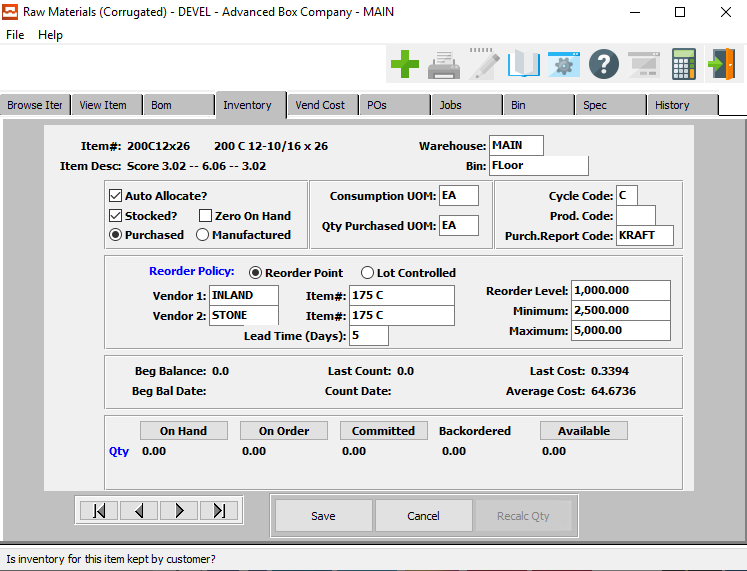 Raw Materials (Corrugated) - DEVEL - Advanced Box Company - MAIN
File Help
Browse Iter View Item Bom Inventory Vend Cost POs Jobs Bin Spec History
Item#: 200C12x26 200 C 12-10/16 x 26 Warehouse: MAIN
Item Desc: Score 3.02 -- 6.06 -- 3.02 Bin: FLoor
Auto Allocate? Consumption UOM: EA Cycle Code: C
Stocked? Zero On Hand Prod. Code:
Purchased Manufactured Qty Purchased UOM: EA Purch.Report Code: KRAFT
Reorder Policy: Reorder Point Lot Controlled
Vendor 1: INLAND Item#: 175 C Reorder Level: 1,000.000
Vendor 2: STONE Item#: 175 C Minimum: 2,500.000
Lead Time (Days): 5 Maximum: 5,000.00
Beg Balance: 0.0 Last Count: 0.0 Last Cost: 0.3394
Beg Bal Date: Count Date: Average Cost: 64.6736
On Hand On Order Committed Backordered Available
Qty 0.00 0.00 0.00 0.00 0.00
Save Cancel Recalc Qty
Is inventory for this item kept by customer?